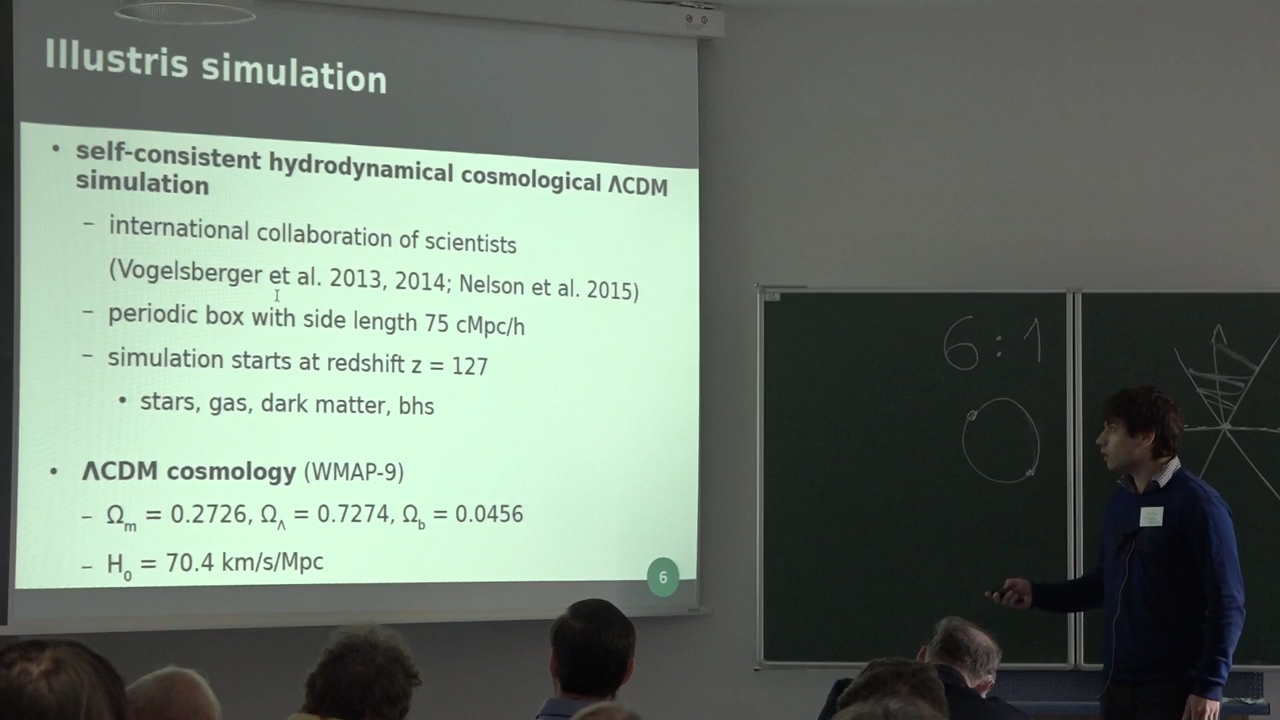 Illustris simulation
• self-consistent hydrodynamical cosmological ΛCDM
simulation
– international collaboration of scientists
(Vogelsberger et al. 2013, 2014; Nelson et al. 2015)
– periodic box with side length 75 cMpc/h
– simulation starts at redshift z = 127
• stars, gas, dark matter, bhs
• ΛCDM cosmology (WMAP-9)
– Ωm = 0.2726, ΩΛ = 0.7274, Ωb = 0.0456
– H0 = 70.4 km/s/Mpc
6
6:1